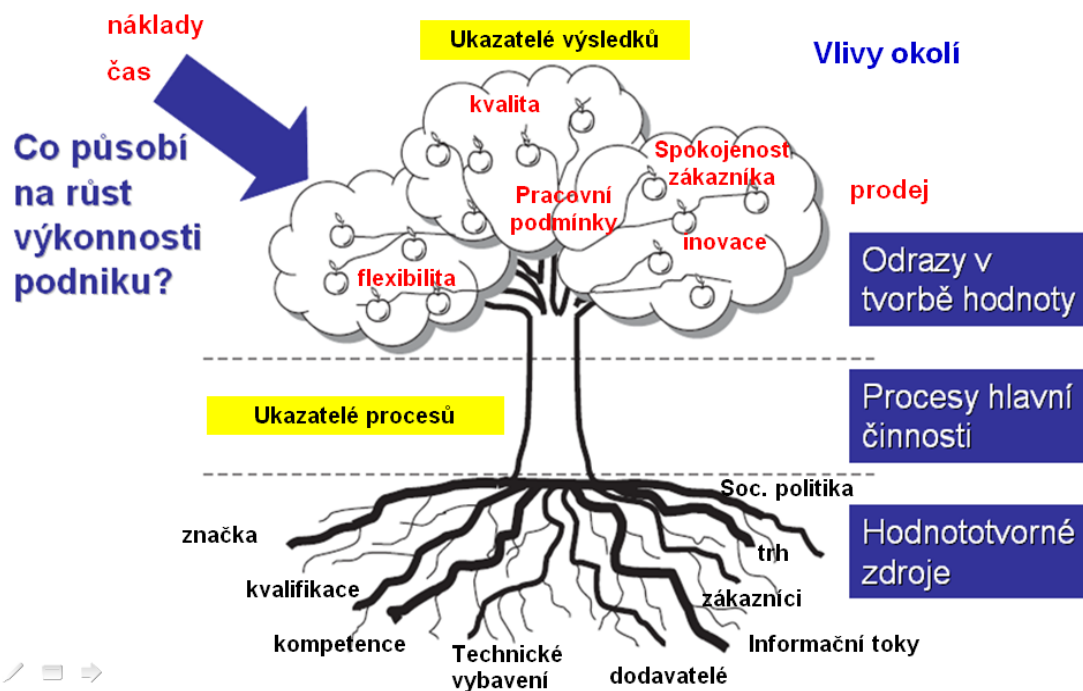 náklady
čas
Ukazatelé výsledků
Vlivy okolí
Co působí
na růst
výkonnosti
podniku?
kvalita
Spokojenost
zákazníka
Pracovní
podmínky
prodej
inovace
flexibilita
Odrazy v
tvorbě hodnoty
Ukazatelé procesů
Procesy hlavní
činnosti
Soc. politika
značka
trh
Hodnototvorné
zdroje
kvalifikace
zákazníci
kompetence
Informační toky
Technické
vybavení
dodavatelé